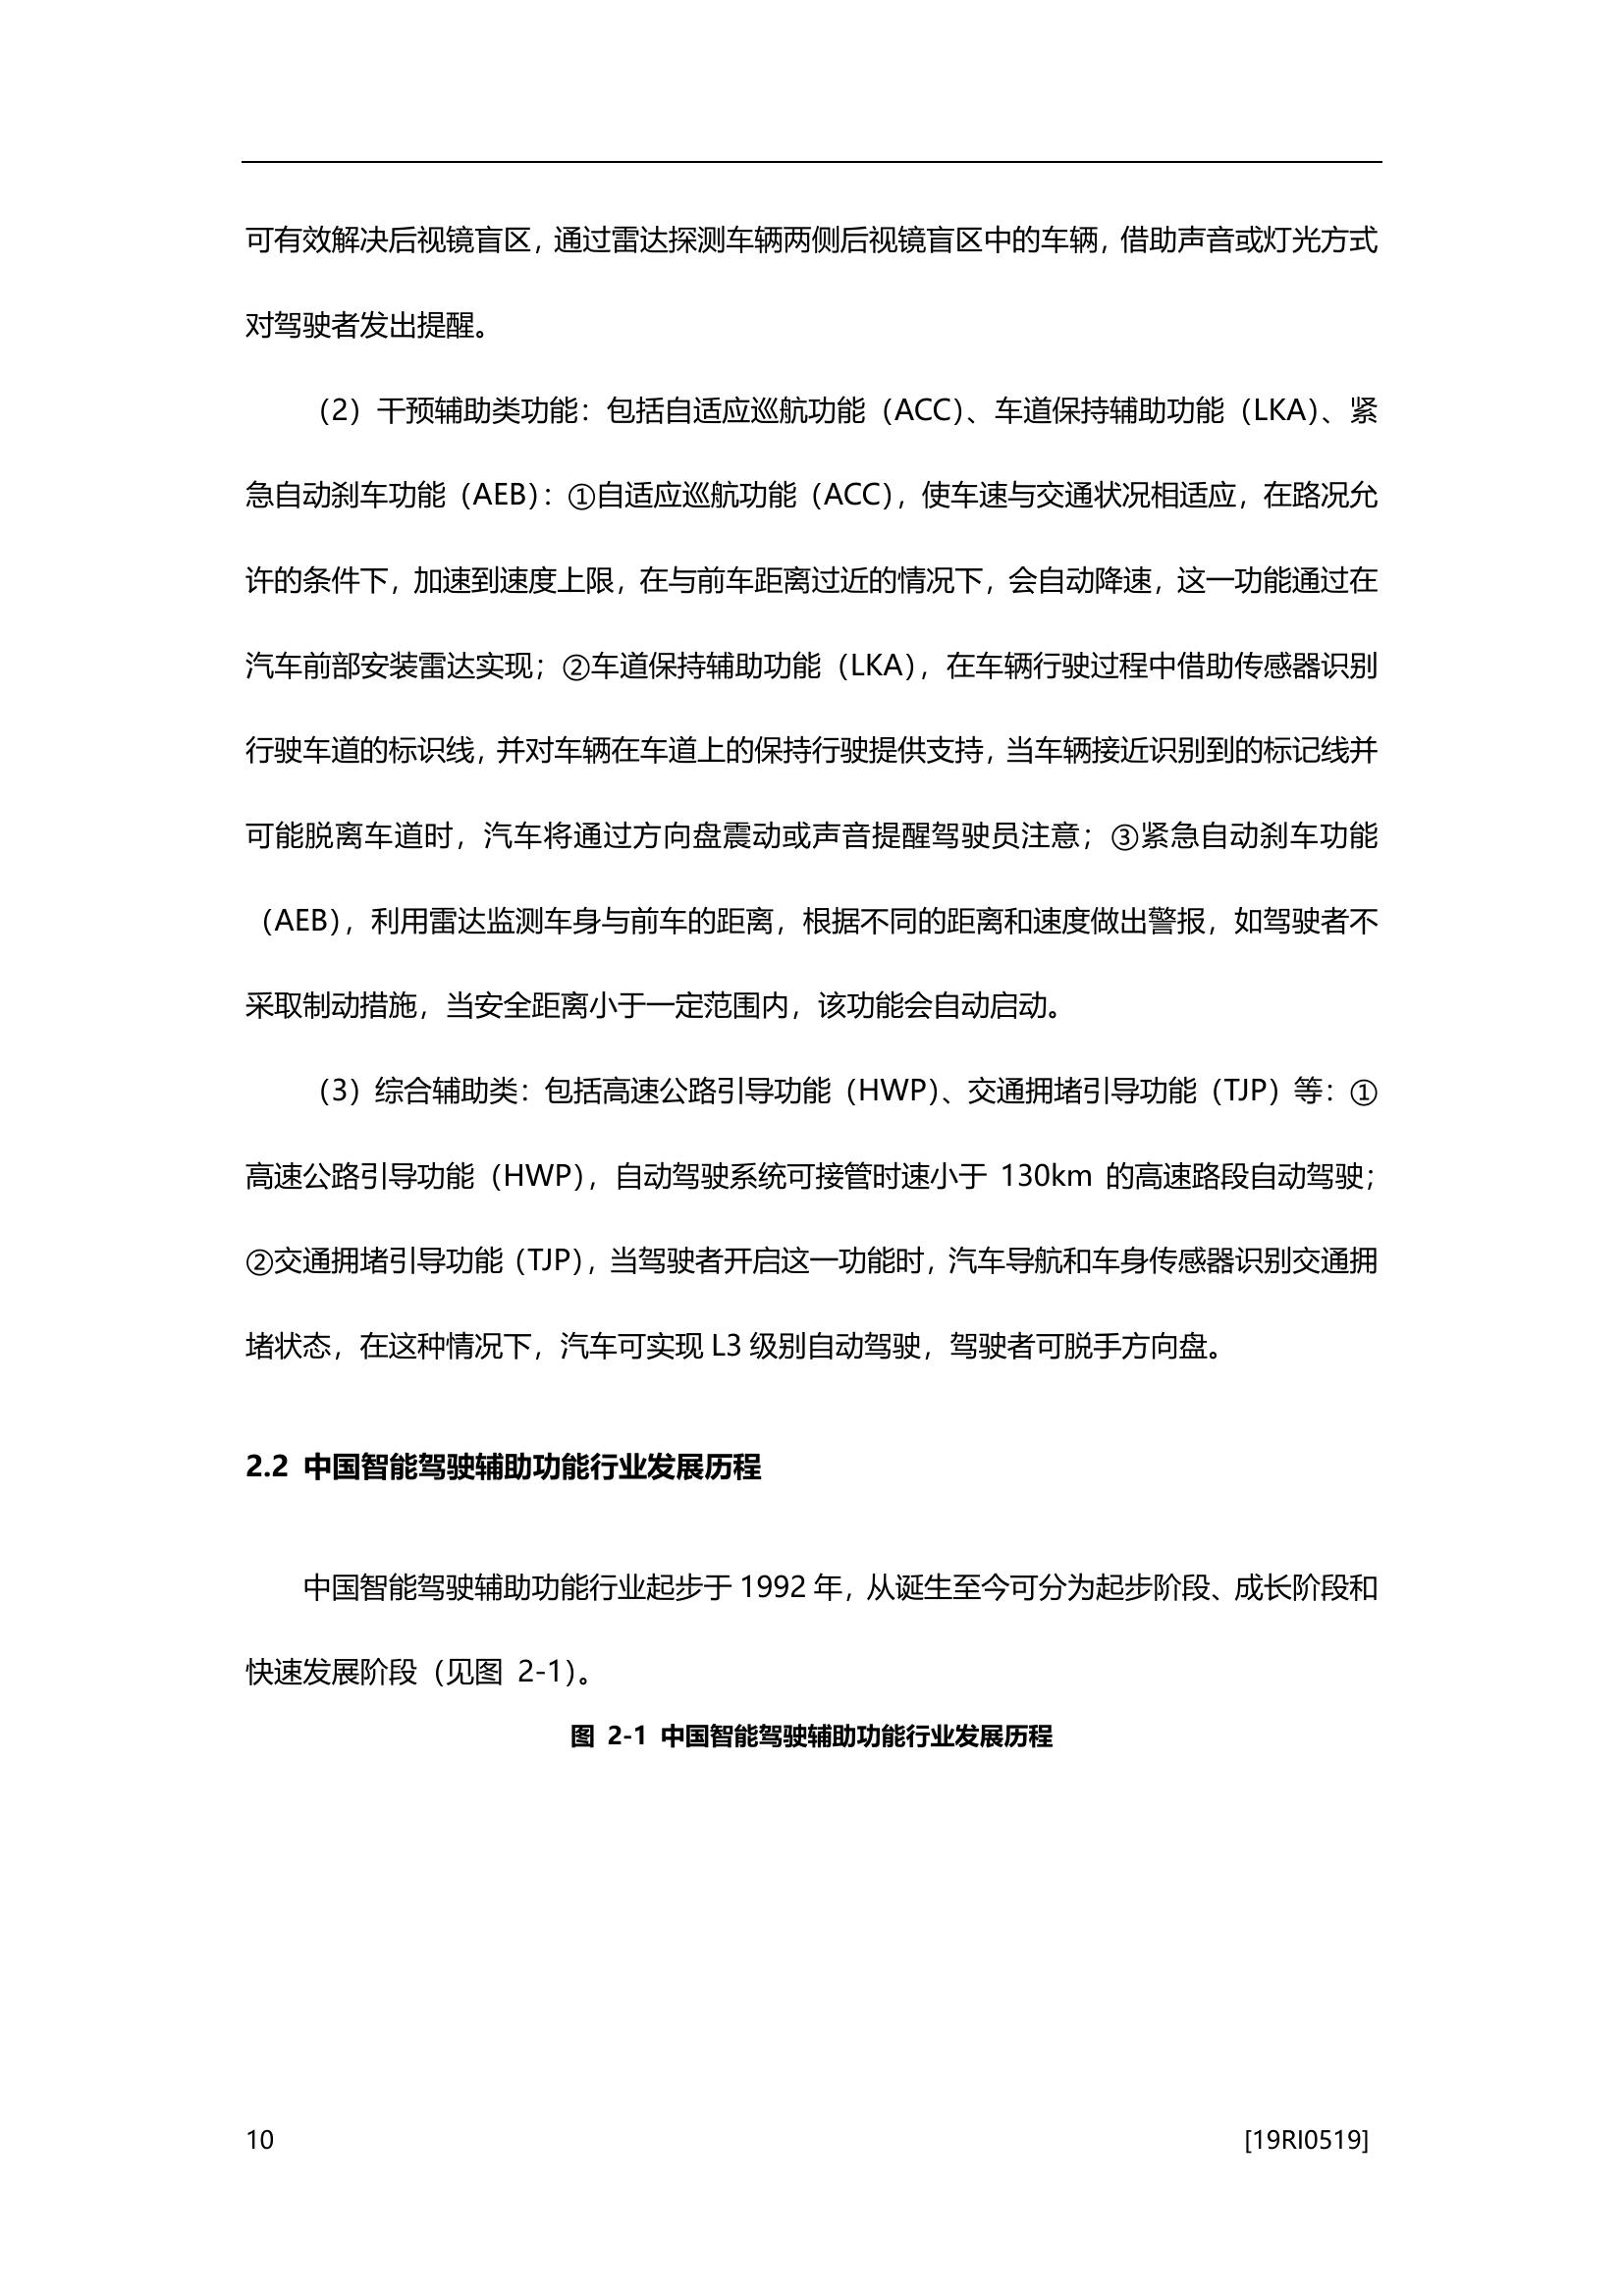 可有效解决后视镜盲区，通过雷达探测车辆两侧后视镜盲区中的车辆，借助声音或灯光方式
对驾驶者发出提醒。
（2）干预辅助类功能：包括自适应巡航功能（ACC）、车道保持辅助功能（LKA）、紧
急自动刹车功能（AEB）：①自适应巡航功能（ACC），使车速与交通状况相适应，在路况允
许的条件下，加速到速度上限，在与前车距离过近的情况下，会自动降速，这一功能通过在
汽车前部安装雷达实现；②车道保持辅助功能（LKA），在车辆行驶过程中借助传感器识别
行驶车道的标识线，并对车辆在车道上的保持行驶提供支持，当车辆接近识别到的标记线并
可能脱离车道时，汽车将通过方向盘震动或声音提醒驾驶员注意；③紧急自动刹车功能
（AEB），利用雷达监测车身与前车的距离，根据不同的距离和速度做出警报，如驾驶者不
采取制动措施，当安全距离小于一定范围内，该功能会自动启动。
（3）综合辅助类：包括高速公路引导功能（HWP）、交通拥堵引导功能（TJP）等：①
高速公路引导功能（HWP），自动驾驶系统可接管时速小于 130km 的高速路段自动驾驶；
②交通拥堵引导功能（TJP），当驾驶者开启这一功能时，汽车导航和车身传感器识别交通拥
堵状态，在这种情况下，汽车可实现 L3 级别自动驾驶，驾驶者可脱手方向盘。
2.2 中国智能驾驶辅助功能行业发展历程
中国智能驾驶辅助功能行业起步于 1992 年，从诞生至今可分为起步阶段、成长阶段和
快速发展阶段（见图 2-1）。
图 2-1 中国智能驾驶辅助功能行业发展历程
10 [19RI0519]